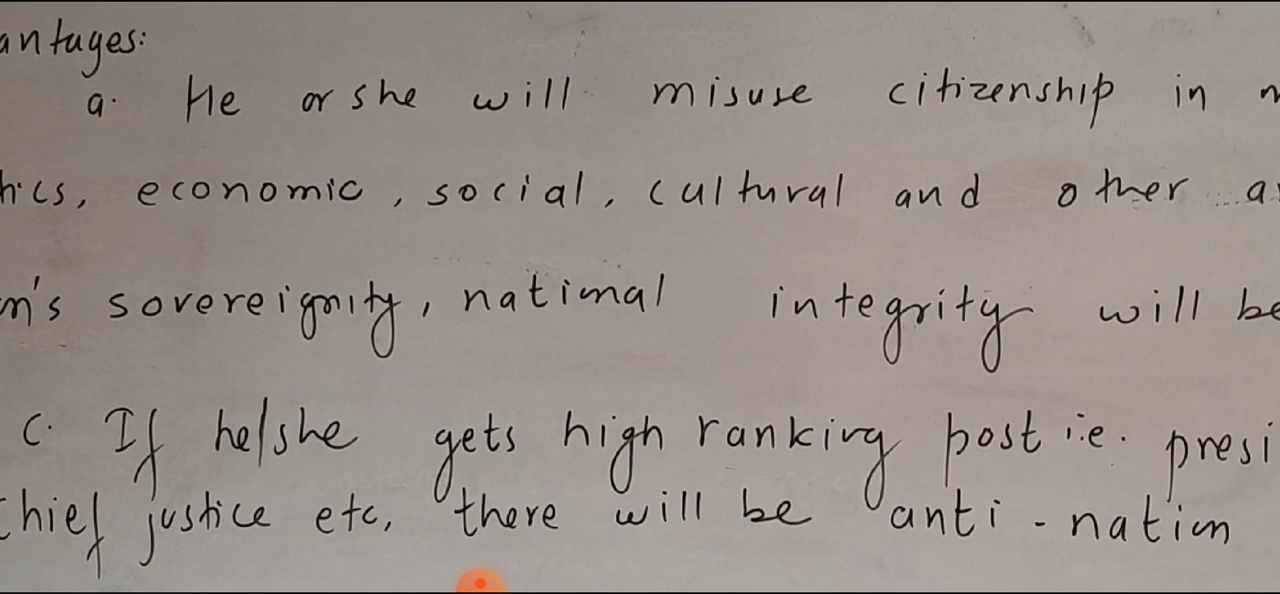 antages:
a. He or she will misuse citizenship in
tics, economic, social, cultural and other
n's sovereignity, national integrity will be
c. If he/she gets high ranking post i.e. presi
chief justice etc, there will be anti-nation